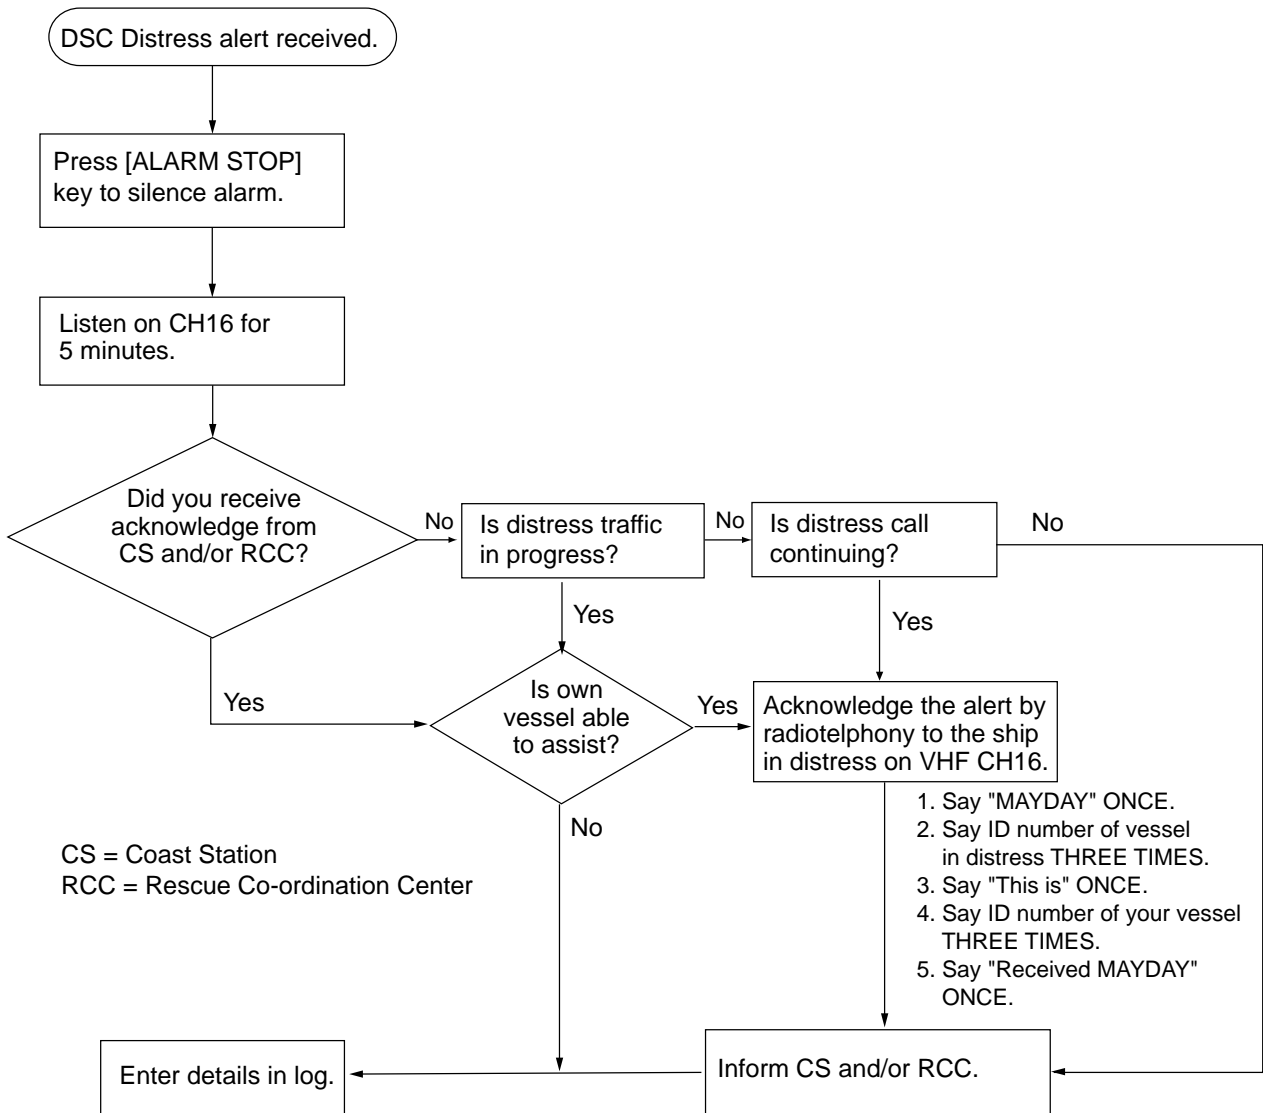 DSC Distress alert received.
Press [ALARM STOP]
key to silence alarm.
Listen on CH16 for
5 minutes.
Did you receive
acknowledge from
CS and/or RCC?
No
Is distress traffic
in progress?
No
Is distress call
continuing?
No
Yes
Yes
Yes
Is own
vessel able
to assist?
Yes
Acknowledge the alert by
radiotelphony to the ship
in distress on VHF CH16.
No
1. Say "MAYDAY" ONCE.
2. Say ID number of vessel
in distress THREE TIMES.
3. Say "This is" ONCE.
4. Say ID number of your vessel
THREE TIMES.
5. Say "Received MAYDAY"
ONCE.
CS = Coast Station
RCC = Rescue Co-ordination Center
Enter details in log.
Inform CS and/or RCC.